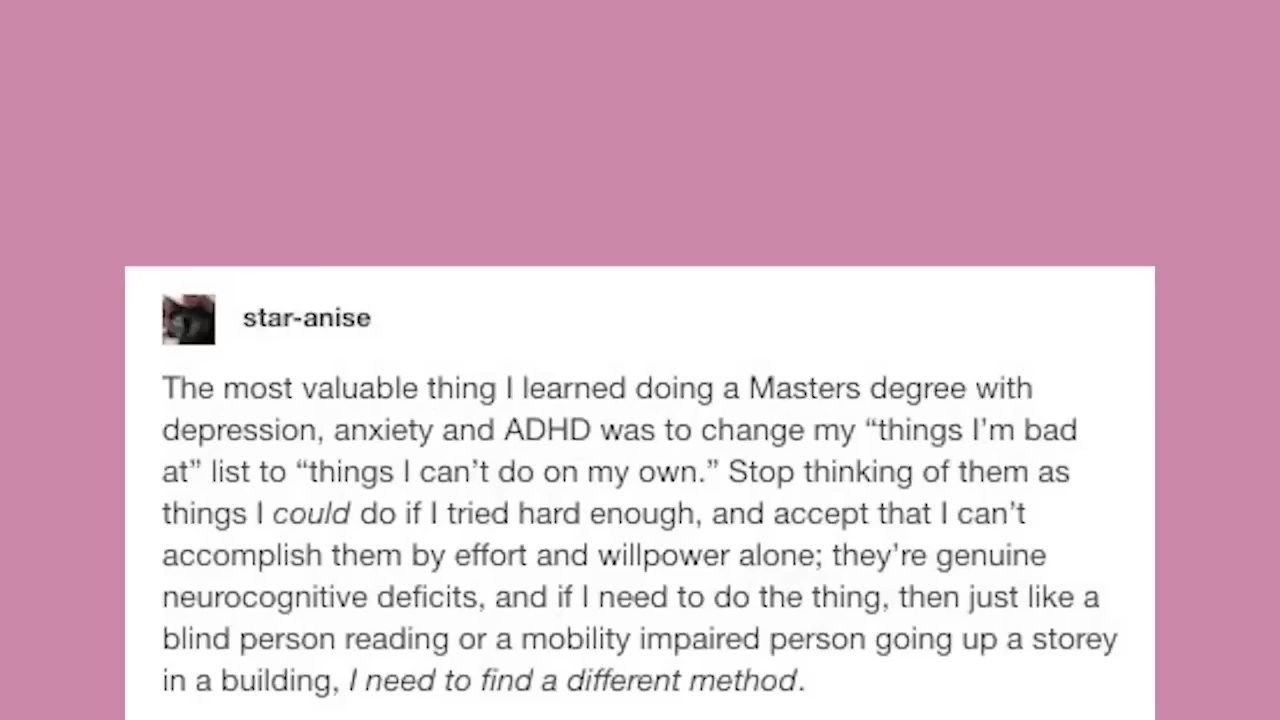 star-anise
The most valuable thing I learned doing a Masters degree with
depression, anxiety and ADHD was to change my “things I’m bad
at” list to “things I can’t do on my own.” Stop thinking of them as
things I could do if I tried hard enough, and accept that I can’t
accomplish them by effort and willpower alone; they’re genuine
neurocognitive deficits, and if I need to do the thing, then just like a
blind person reading or a mobility impaired person going up a storey
in a building, I need to find a different method.